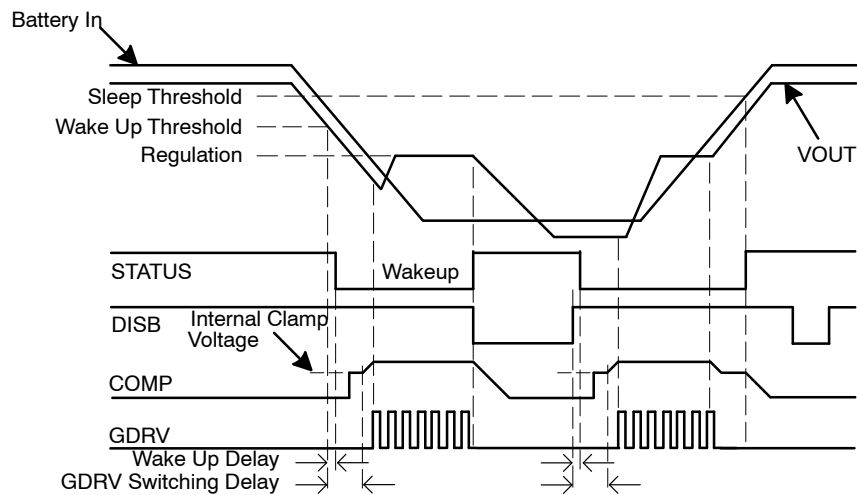 Battery In
Sleep Threshold
Wake Up Threshold
Regulation
VOUT
STATUS
Wakeup
DISB
Internal Clamp
Voltage
COMP
GDRV
Wake Up Delay
GDRV Switching Delay